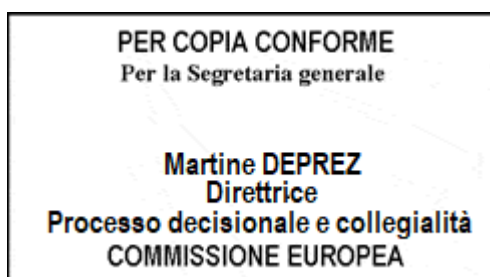 PER COPIA CONFORME
Per la Segretaria generale
Martine DEPREZ
Direttrice
Processo decisionale e collegialità
COMMISSIONE EUROPEA